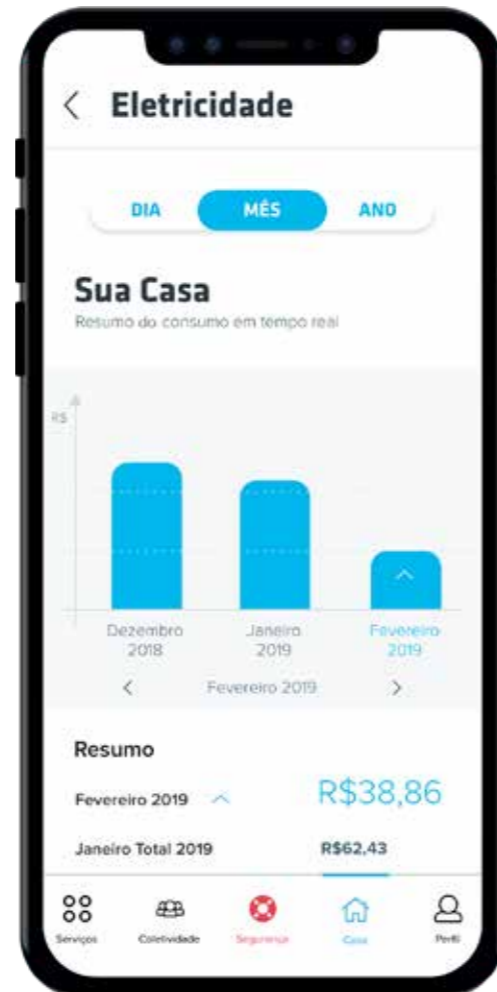 Eletricidade
DIA MÊS ANO
Sua Casa
Resumo do consumo em tempo real
R$
Dezembro 2018
Janeiro 2019
Fevereiro 2019
Fevereiro 2019
Resumo
Fevereiro 2019 R$38,86
Janeiro Total 2019 R$62,43
Serviços Coletividade Segurança Casa Perfil